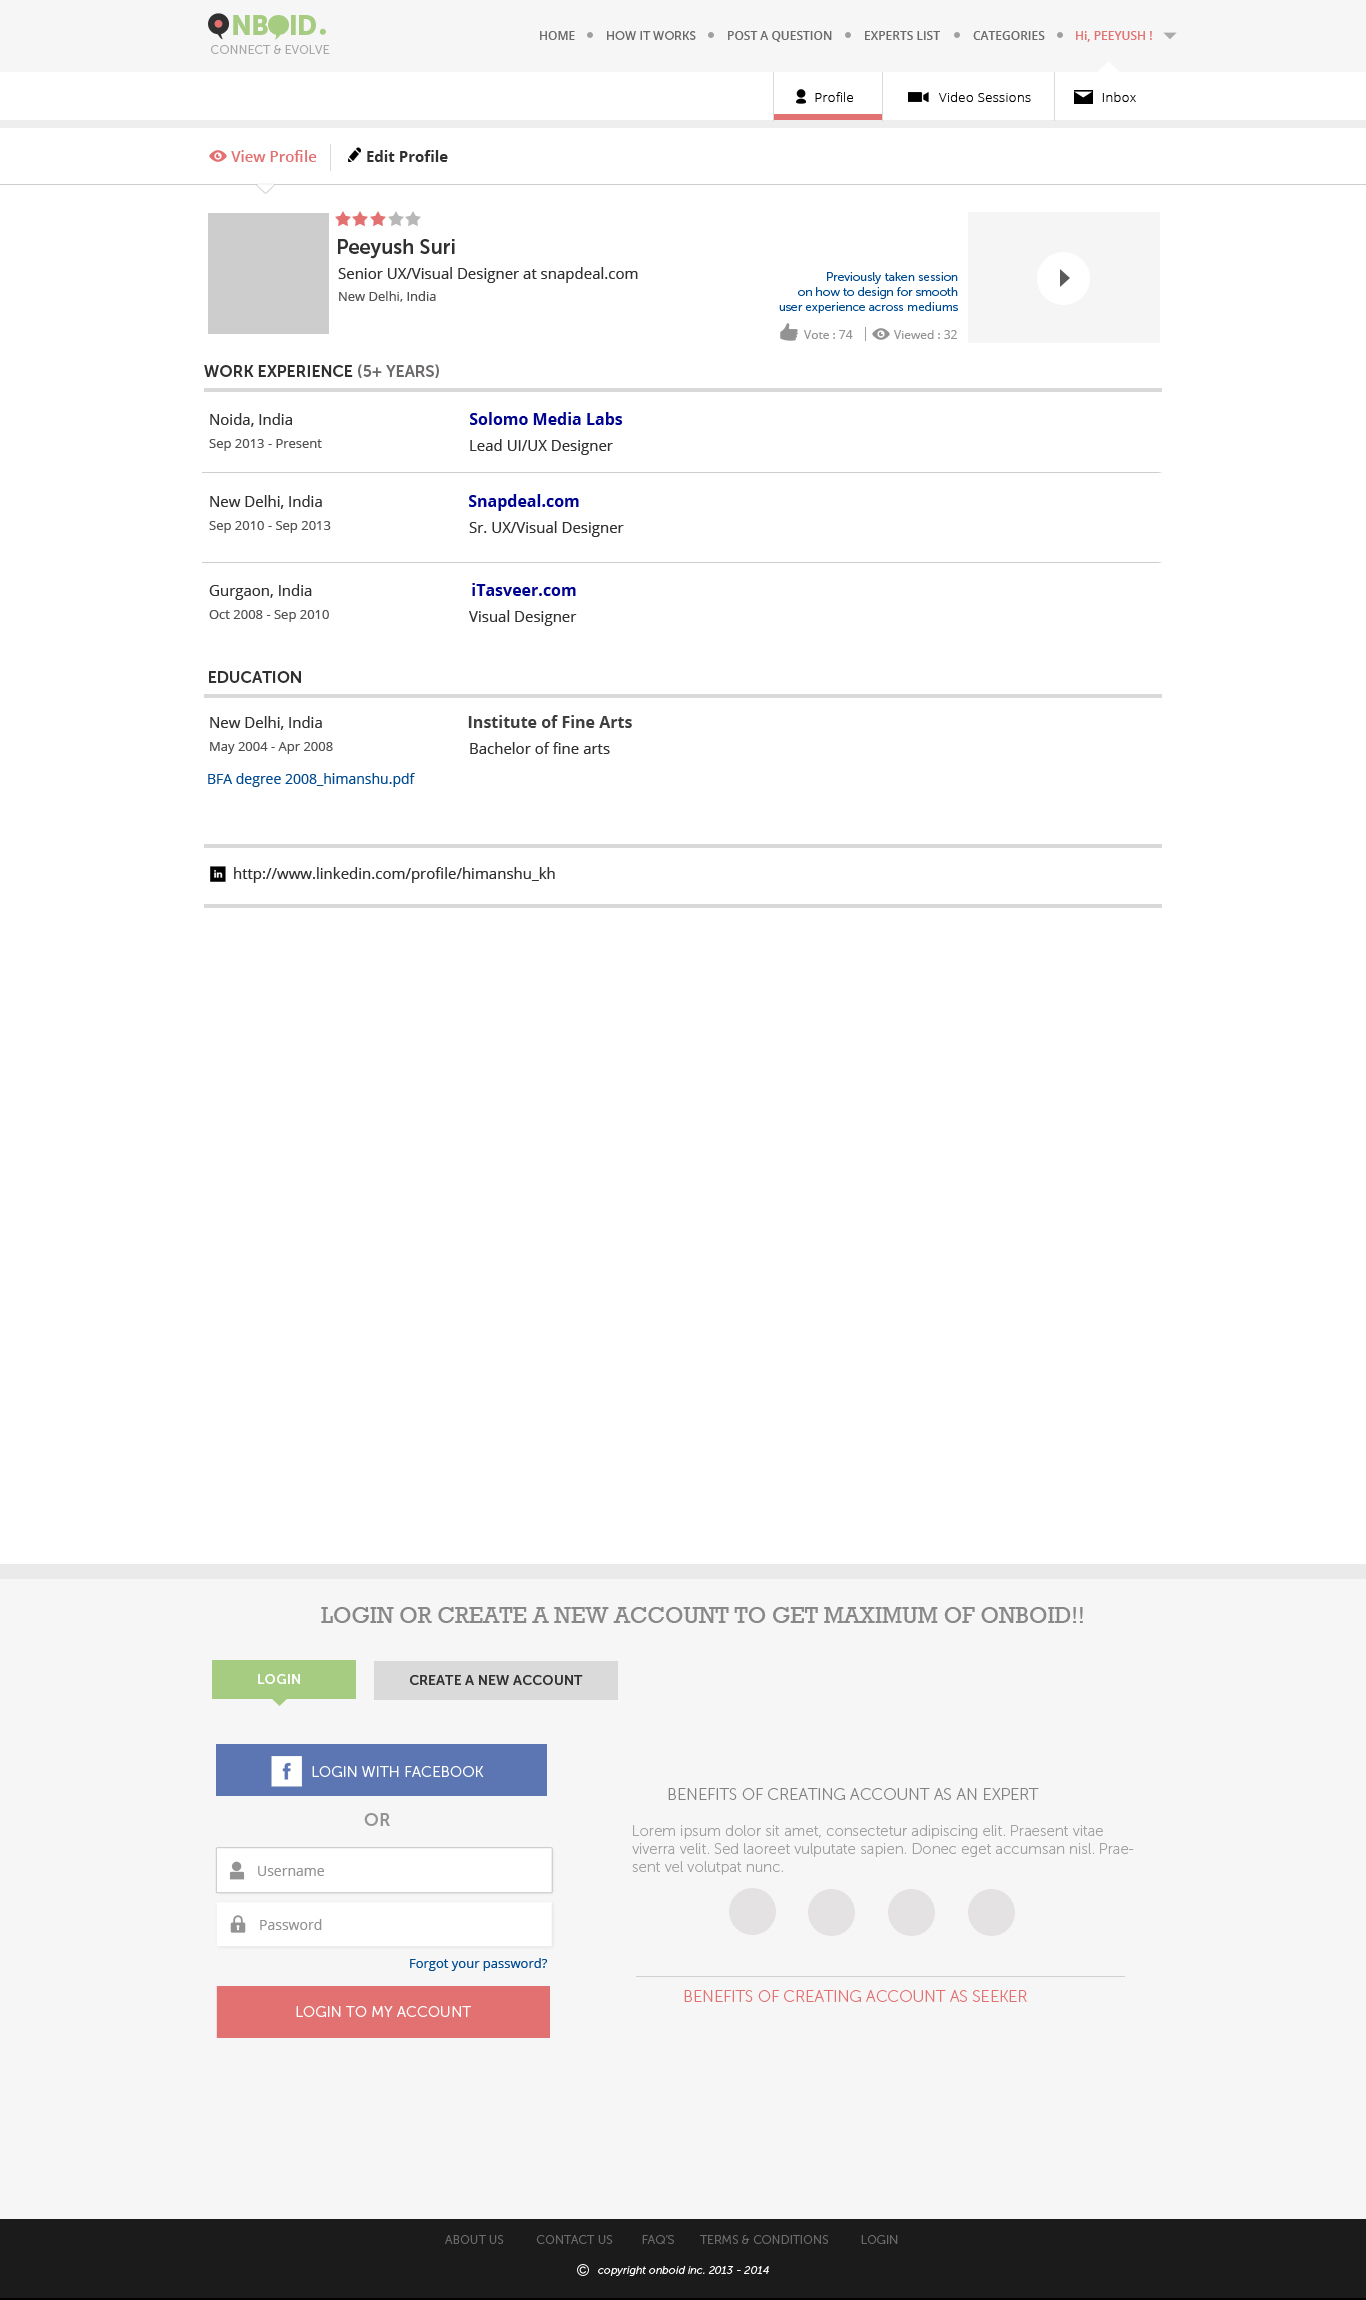 ONBOID.
CONNECT & EVOLVE
HOME • HOW IT WORKS • POST A QUESTION • EXPERTS LIST • CATEGORIES • Hi, PEEYUSH !
Profile
Video Sessions
Inbox
View Profile
Edit Profile
Peeyush Suri
Senior UX/Visual Designer at snapdeal.com
New Delhi, India
Previously taken session
on how to design for smooth
user experience across mediums
Vote : 74 | Viewed : 32
WORK EXPERIENCE (5+ YEARS)
Noida, India
Sep 2013 - Present
Solomo Media Labs
Lead UI/UX Designer
New Delhi, India
Sep 2010 - Sep 2013
Snapdeal.com
Sr. UX/Visual Designer
Gurgaon, India
Oct 2008 - Sep 2010
iTasveer.com
Visual Designer
EDUCATION
New Delhi, India
May 2004 - Apr 2008
Institute of Fine Arts
Bachelor of fine arts
BFA degree 2008_himanshu.pdf
in http://www.linkedin.com/profile/himanshu_kh
LOGIN OR CREATE A NEW ACCOUNT TO GET MAXIMUM OF ONBOID!!
LOGIN
CREATE A NEW ACCOUNT
f LOGIN WITH FACEBOOK
OR
Username
Password
Forgot your password?
LOGIN TO MY ACCOUNT
BENEFITS OF CREATING ACCOUNT AS AN EXPERT
Lorem ipsum dolor sit amet, consectetur adipiscing elit. Praesent vitae
viverra velit. Sed laoreet vulputate sapien. Donec eget accumsan nisl. Prae-
sent vel volutpat nunc.
BENEFITS OF CREATING ACCOUNT AS SEEKER
ABOUT US
CONTACT US
FAQ'S
TERMS & CONDITIONS
LOGIN
© copyright onboid inc. 2013 - 2014